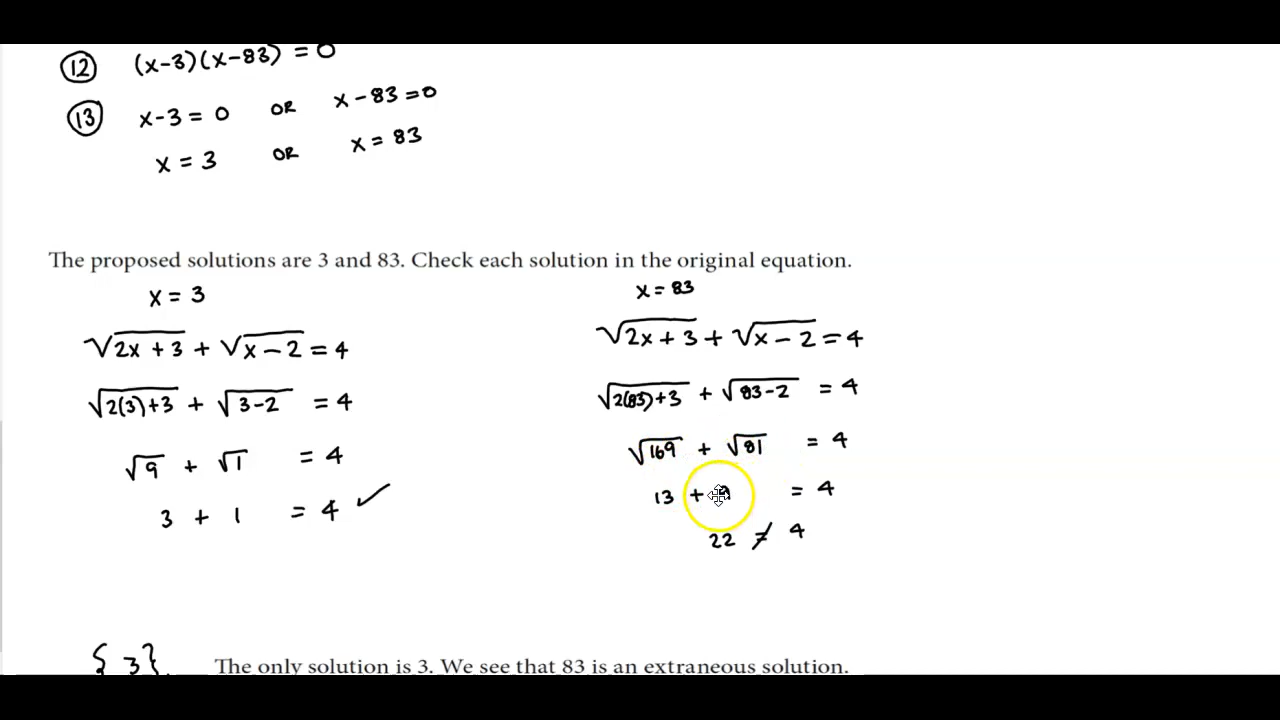 ⑫ (x-3)(x-83) = 0
⑬ x-3 = 0 OR x-83 = 0
x = 3 OR x = 83
The proposed solutions are 3 and 83. Check each solution in the original equation.
x = 3
√(2x+3) + √(x-2) = 4
√(2(3)+3) + √(3-2) = 4
√9 + √1 = 4
3 + 1 = 4 ✓
x = 83
√(2x+3) + √(x-2) = 4
√(2(83)+3) + √(83-2) = 4
√169 + √81 = 4
13 + = 4
22 ≠ 4
{3}. The only solution is 3. We see that 83 is an extraneous solution.